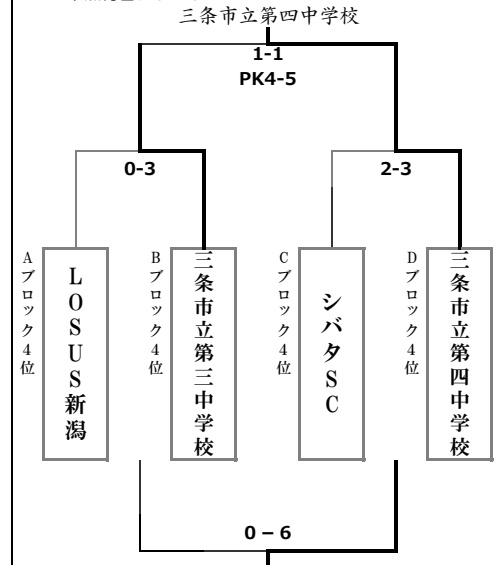 三条市立第四中学校
1-1
PK4-5
0-3
2-3
Aブロック4位
LOSUS新潟
Bブロック4位
三条市立第三中学校
Cブロック4位
シバタSC
Dブロック4位
三条市立第四中学校
0－6